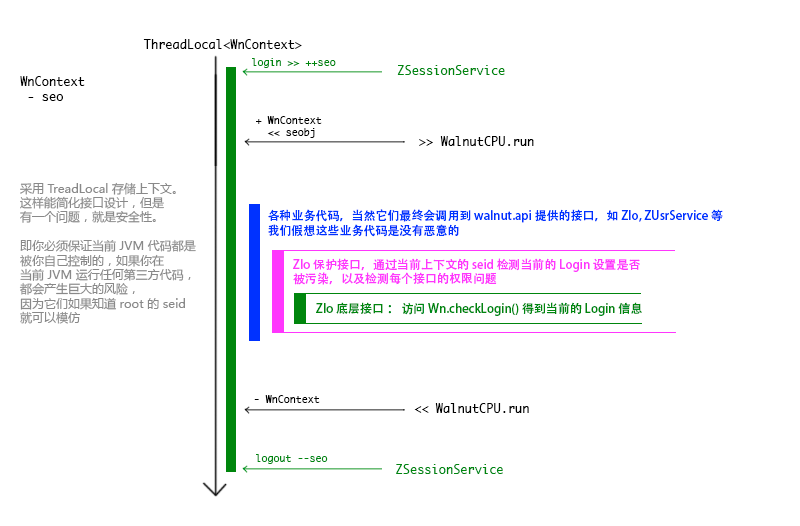 ThreadLocal<WnContext>
login >> ++seo
ZSessionService
WnContext
- seo
+ WnContext
<< seobj
>> WalnutCPU.run
采用 TreadLocal 存储上下文。
这样能简化接口设计，但是
有一个问题，就是安全性。
即你必须保证当前 JVM 代码都是
被你自己控制的，如果你在
当前 JVM 运行任何第三方代码，
都会产生巨大的风险，
因为它们如果知道 root 的 seid
就可以模仿
各种业务代码，当然它们最终会调用到 walnut.api 提供的接口，如 ZIo, ZUsrService 等
我们假想这些业务代码是没有恶意的
ZIo 保护接口，通过当前上下文的 seid 检测当前的 Login 设置是否
被污染，以及检测每个接口的权限问题
ZIo 底层接口： 访问 Wn.checkLogin() 得到当前的 Login 信息
- WnContext
<< WalnutCPU.run
logout --seo
ZSessionService